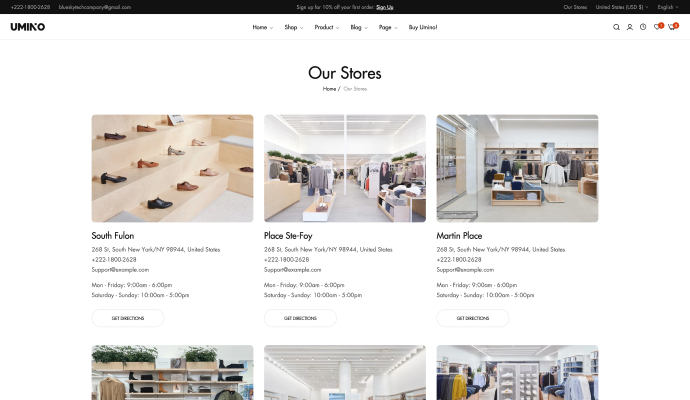 +222-1800-2628 blueskytechcompany@gmail.com Sign up for 10% off your first order. Sign Up Our Stores United States (USD $) English
UMINO Home Shop Product Blog Page Buy Umino!
Our Stores
Home / Our Stores
South Fulon
268 St, South New York/NY 98944, United States
+222-1800-2628
Support@example.com
Mon - Friday: 9:00am - 6:00pm
Saturday - Sunday: 10:00am - 5:00pm
GET DIRECTIONS
Place Ste-Foy
268 St, South New York/NY 98944, United States
+222-1800-2628
Support@example.com
Mon - Friday: 9:00am - 6:00pm
Saturday - Sunday: 10:00am - 5:00pm
GET DIRECTIONS
Martin Place
268 St, South New York/NY 98944, United States
+222-1800-2628
Support@example.com
Mon - Friday: 9:00am - 6:00pm
Saturday - Sunday: 10:00am - 5:00pm
GET DIRECTIONS